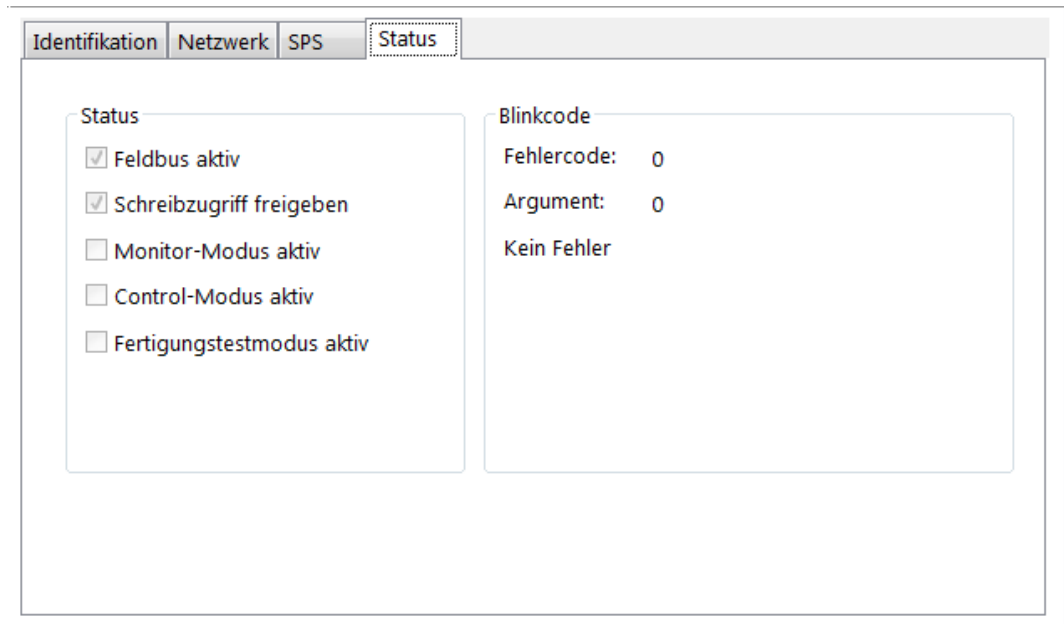 Identifikation Netzwerk SPS Status
Status
Feldbus aktiv
Schreibzugriff freigeben
Monitor-Modus aktiv
Control-Modus aktiv
Fertigungstestmodus aktiv
Blinkcode
Fehlercode: 0
Argument: 0
Kein Fehler